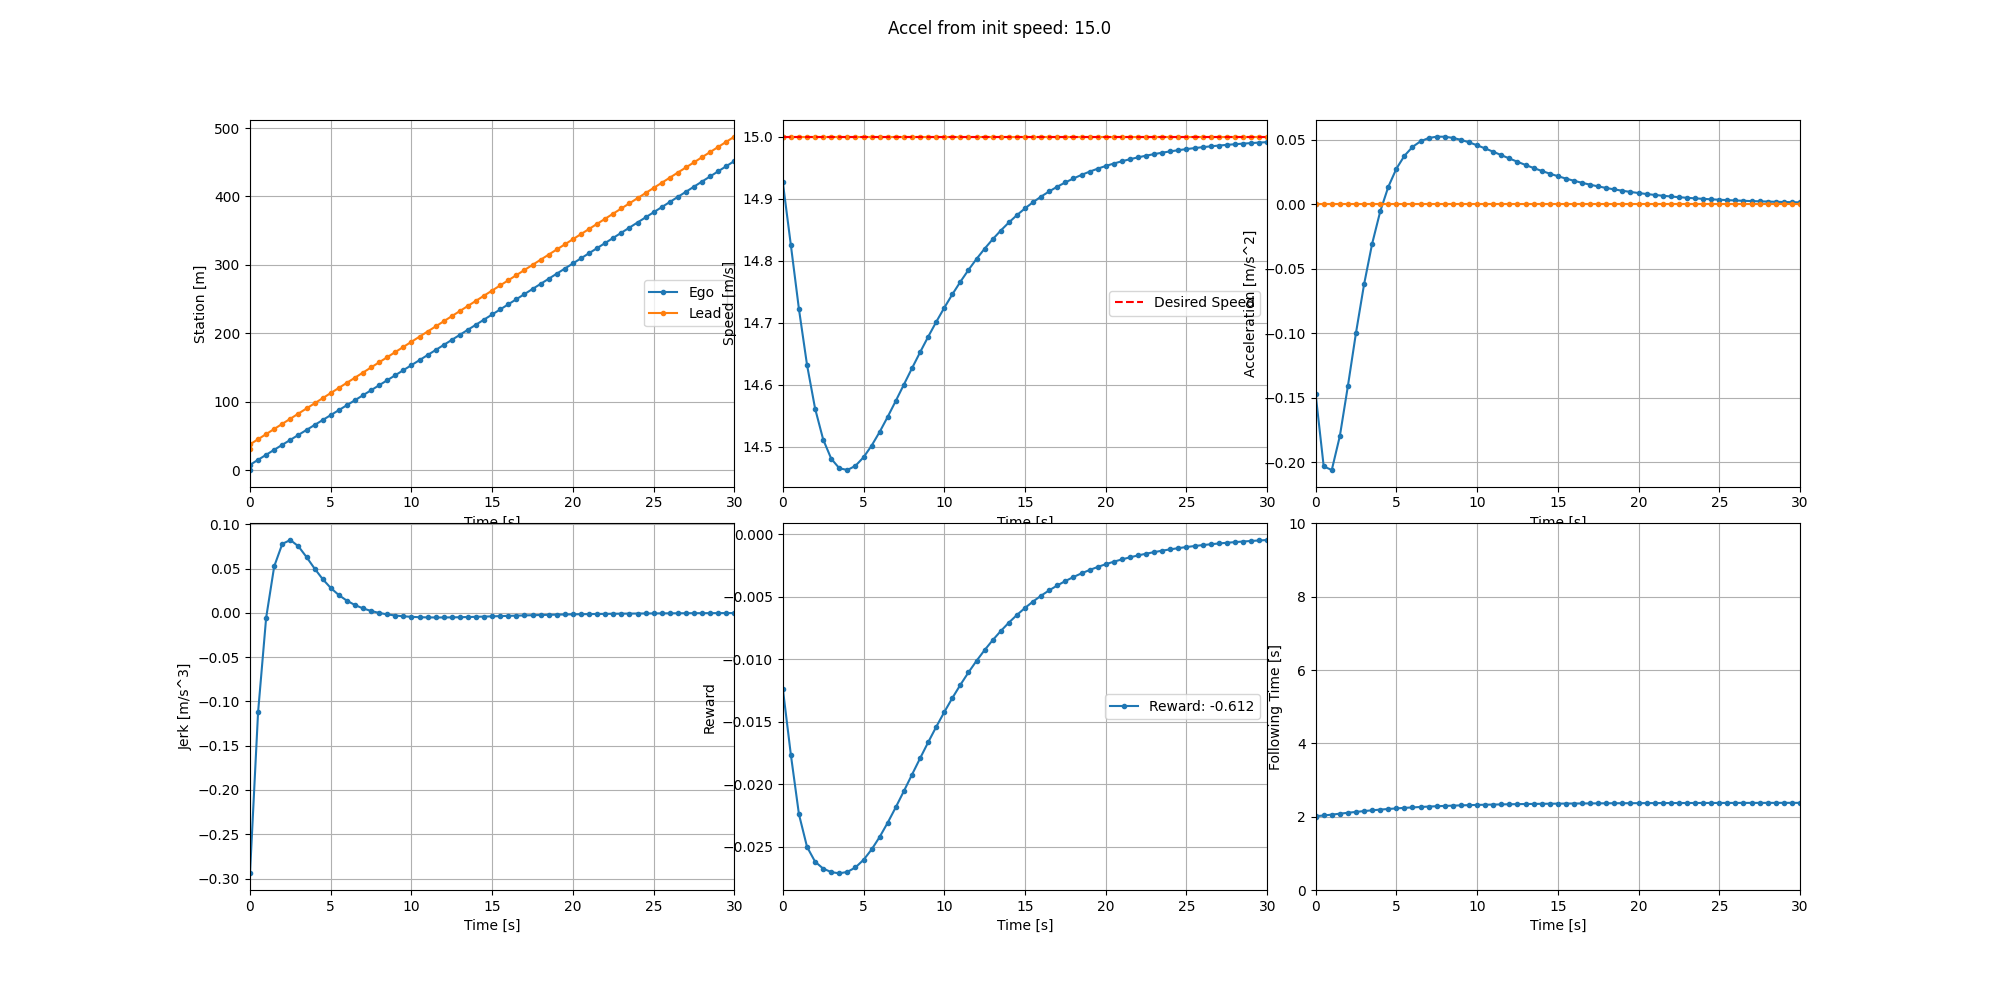 Accel from init speed: 15.0
500
400
300
200
100
0
Station [m]
Ego
Lead
0 5 10 15 20 25 30
Time [s]
15.0
14.9
14.8
14.7
14.6
14.5
Speed [m/s]
Desired Speed
0 5 10 15 20 25 30
Time [s]
0.05
0.00
−0.05
−0.10
−0.15
−0.20
Acceleration [m/s^2]
0 5 10 15 20 25 30
Time [s]
0.10
0.05
0.00
−0.05
−0.10
−0.15
−0.20
−0.25
−0.30
Jerk [m/s^3]
0 5 10 15 20 25 30
Time [s]
0.000
−0.005
−0.010
−0.015
−0.020
−0.025
Reward
Reward: -0.612
0 5 10 15 20 25 30
Time [s]
10
8
6
4
2
0
Following Time [s]
0 5 10 15 20 25 30
Time [s]